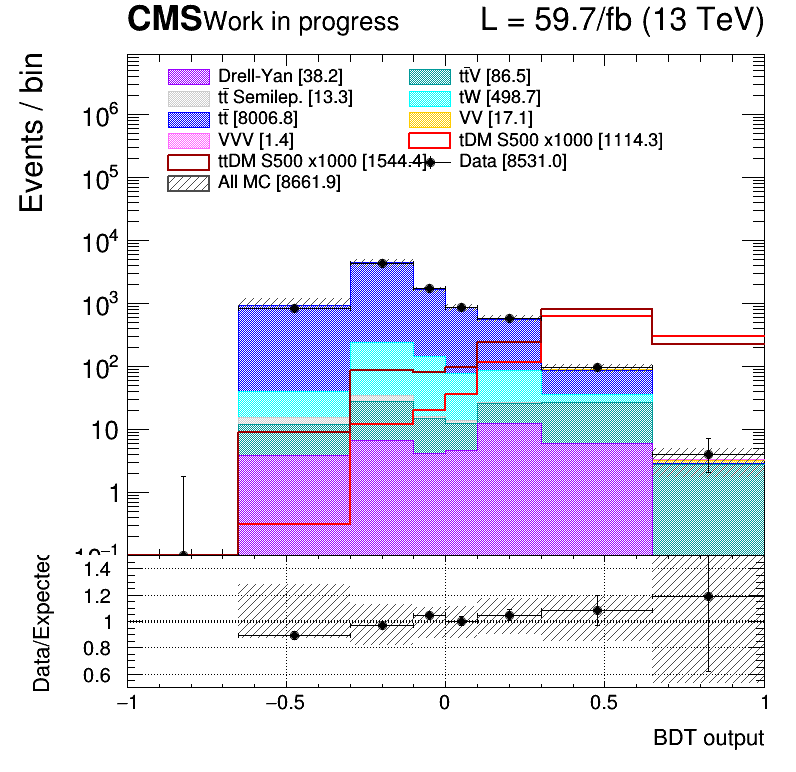 CMS Work in progress L = 59.7/fb (13 TeV)
Events / bin
Drell-Yan [38.2] tt̄V [86.5]
tt̄ Semilep. [13.3] tW [498.7]
tt̄ [8006.8] VV [17.1]
VVV [1.4] tDM S500 x1000 [1114.3]
ttDM S500 x1000 [1544.4] Data [8531.0]
All MC [8661.9]
10⁶
10⁵
10⁴
10³
10²
10
1
10⁻¹
Data/Expected
1.4
1.2
1
0.8
0.6
−1 −0.5 0 0.5 1
BDT output